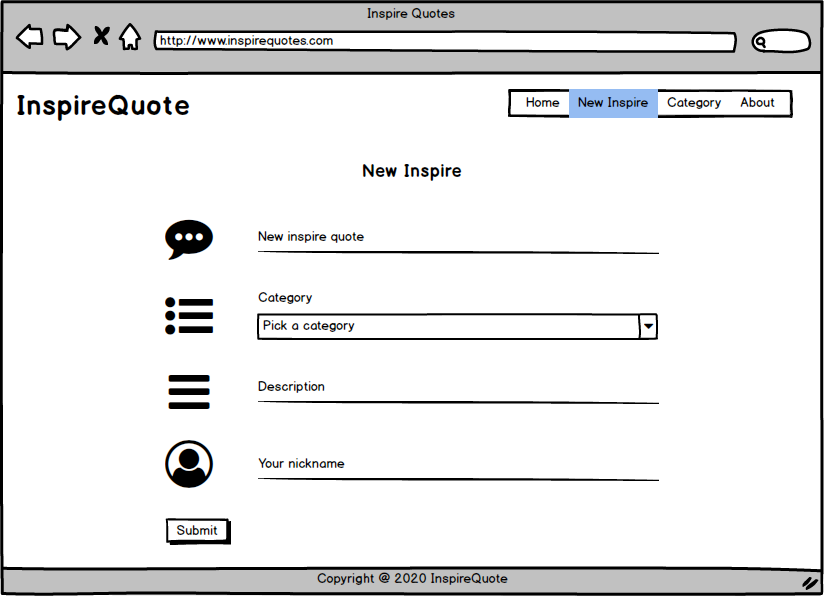 Inspire Quotes
http://www.inspirequotes.com
InspireQuote
Home New Inspire Category About
New Inspire
New inspire quote
Category
Pick a category
Description
Your nickname
Submit
Copyright @ 2020 InspireQuote